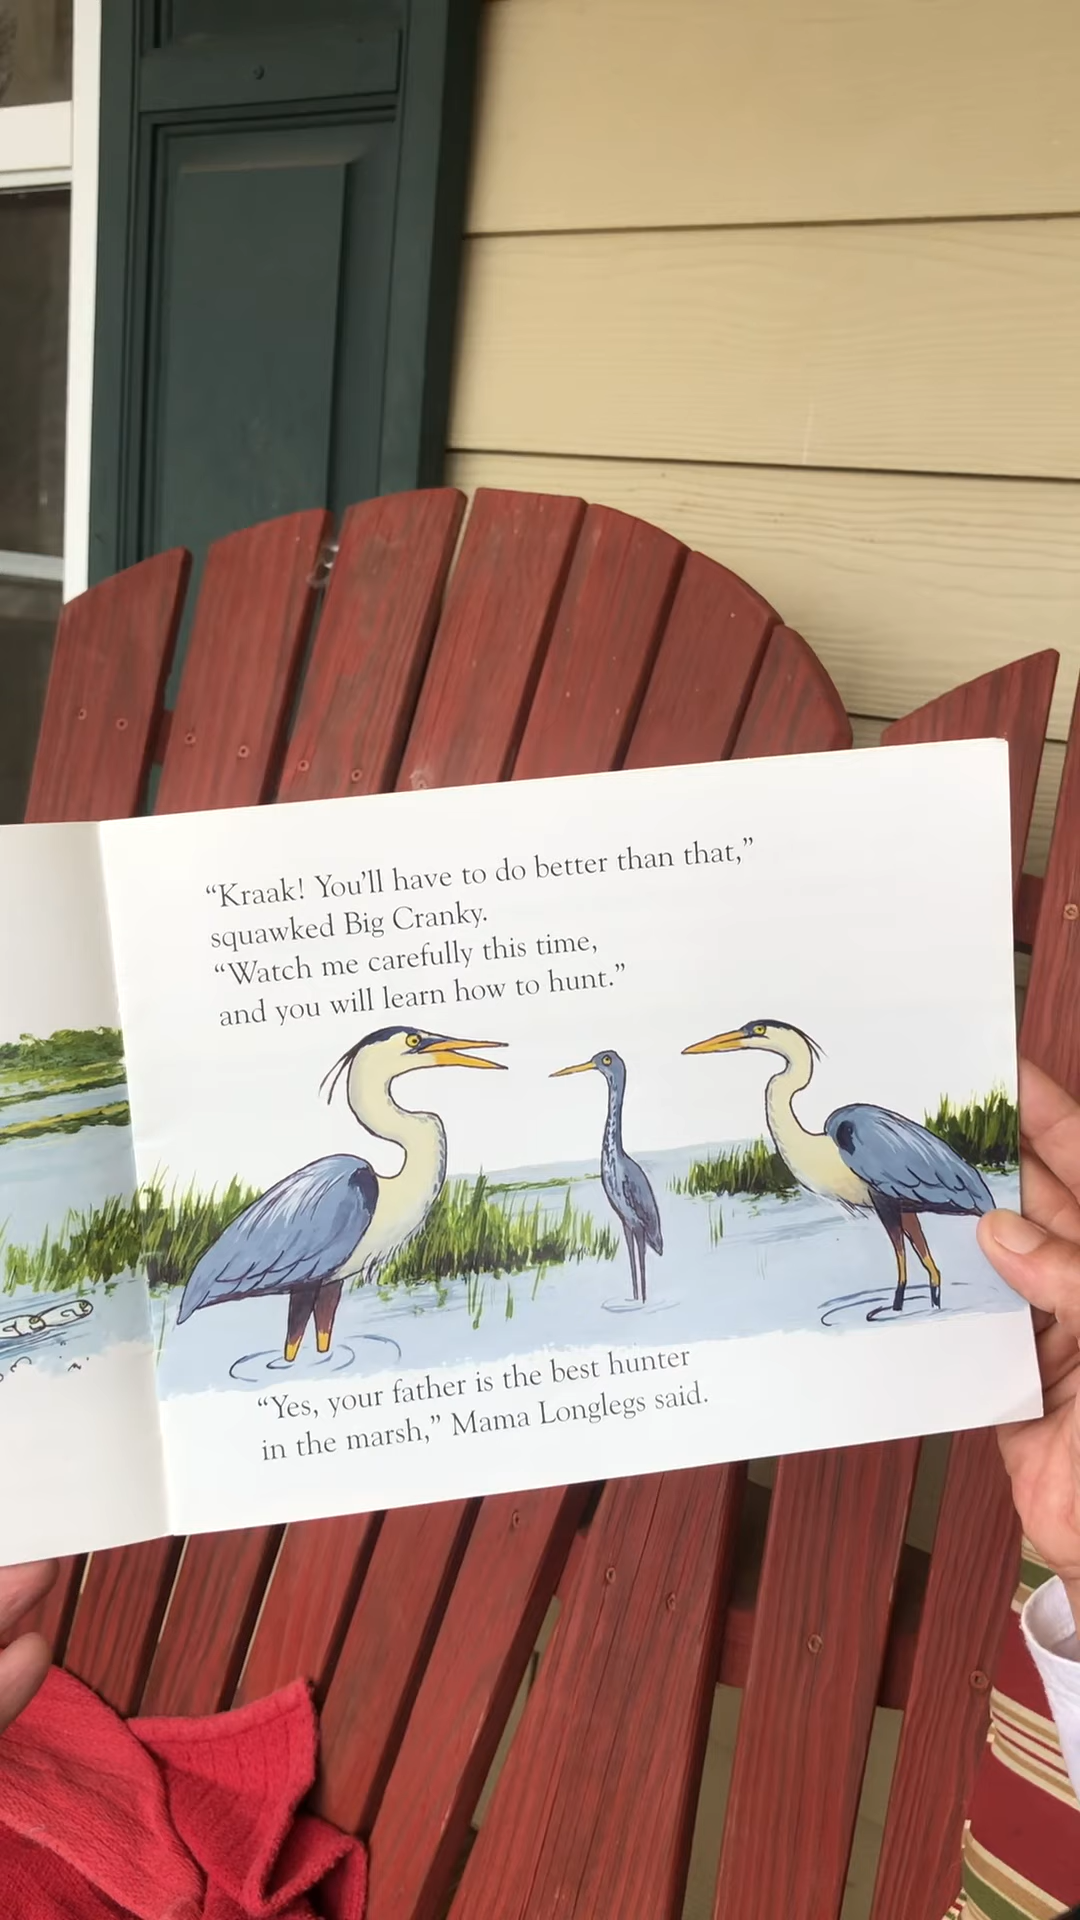 “Kraak! You’ll have to do better than that,”
squawked Big Cranky.
“Watch me carefully this time,
and you will learn how to hunt.”
“Yes, your father is the best hunter
in the marsh,” Mama Longlegs said.